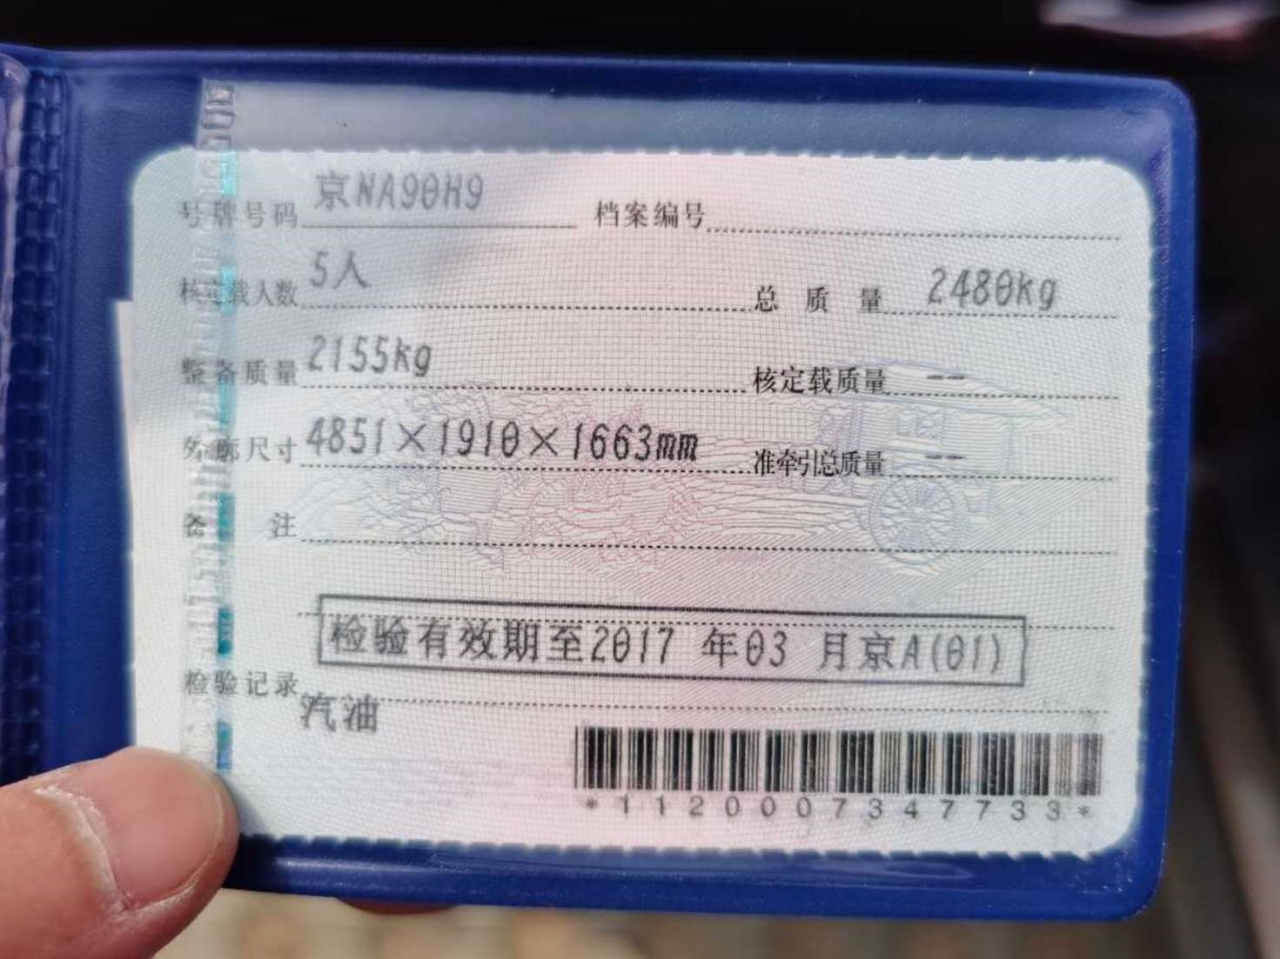 号牌号码 京NA90H9 档案编号
核定载人数 5人 总质量 2480kg
整备质量 2155kg 核定载质量 --
外廓尺寸 4851×1910×1663mm 准牵引总质量 --
备注
检验有效期至2017 年03 月京A(01)
检验记录
汽油
*1120007347733*